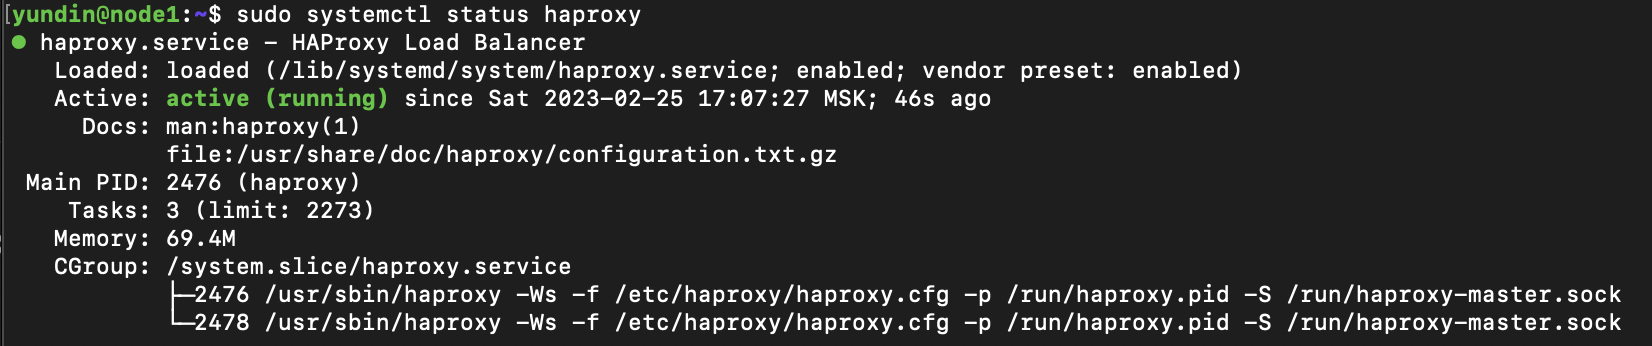 [yundin@node1:~$ sudo systemctl status haproxy
● haproxy.service – HAProxy Load Balancer
Loaded: loaded (/lib/systemd/system/haproxy.service; enabled; vendor preset: enabled)
Active: active (running) since Sat 2023-02-25 17:07:27 MSK; 46s ago
Docs: man:haproxy(1)
file:/usr/share/doc/haproxy/configuration.txt.gz
Main PID: 2476 (haproxy)
Tasks: 3 (limit: 2273)
Memory: 69.4M
CGroup: /system.slice/haproxy.service
├─2476 /usr/sbin/haproxy -Ws -f /etc/haproxy/haproxy.cfg -p /run/haproxy.pid -S /run/haproxy-master.sock
└─2478 /usr/sbin/haproxy -Ws -f /etc/haproxy/haproxy.cfg -p /run/haproxy.pid -S /run/haproxy-master.sock